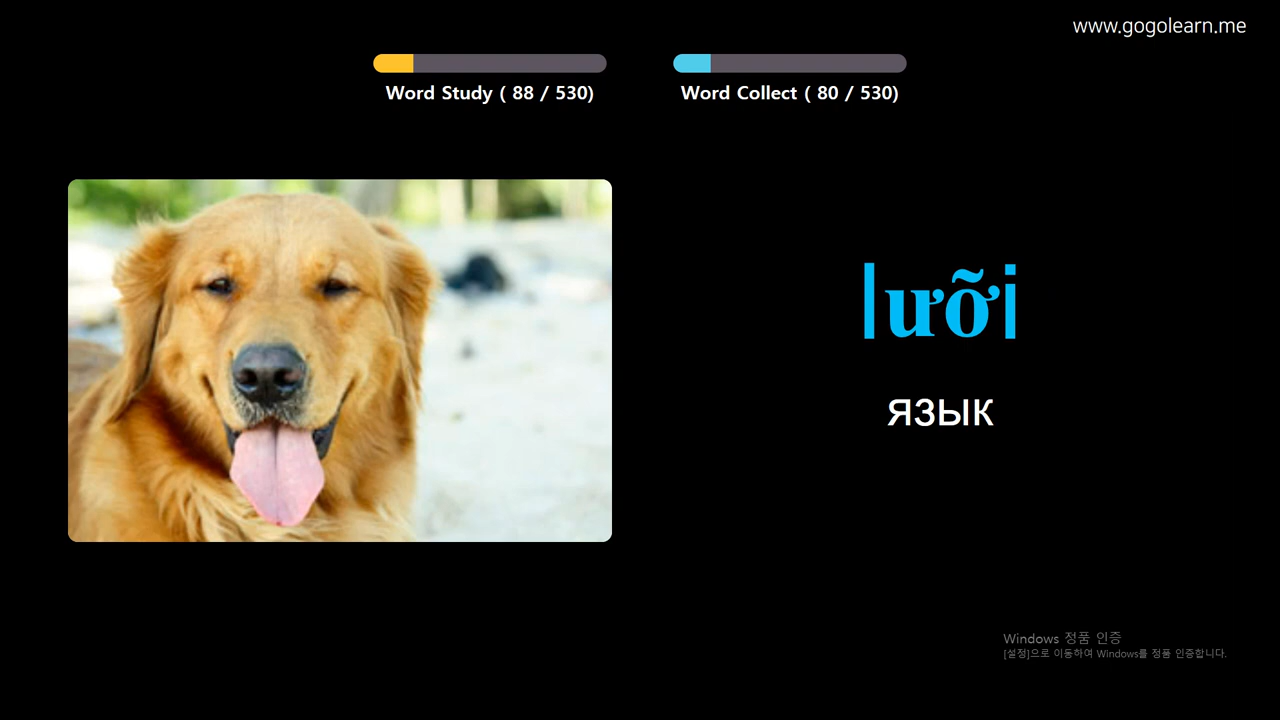 www.gogolearn.me
Word Study ( 88 / 530)
Word Collect ( 80 / 530)
lưỡi
язык
Windows 정품 인증
[설정]으로 이동하여 Windows를 정품 인증합니다.